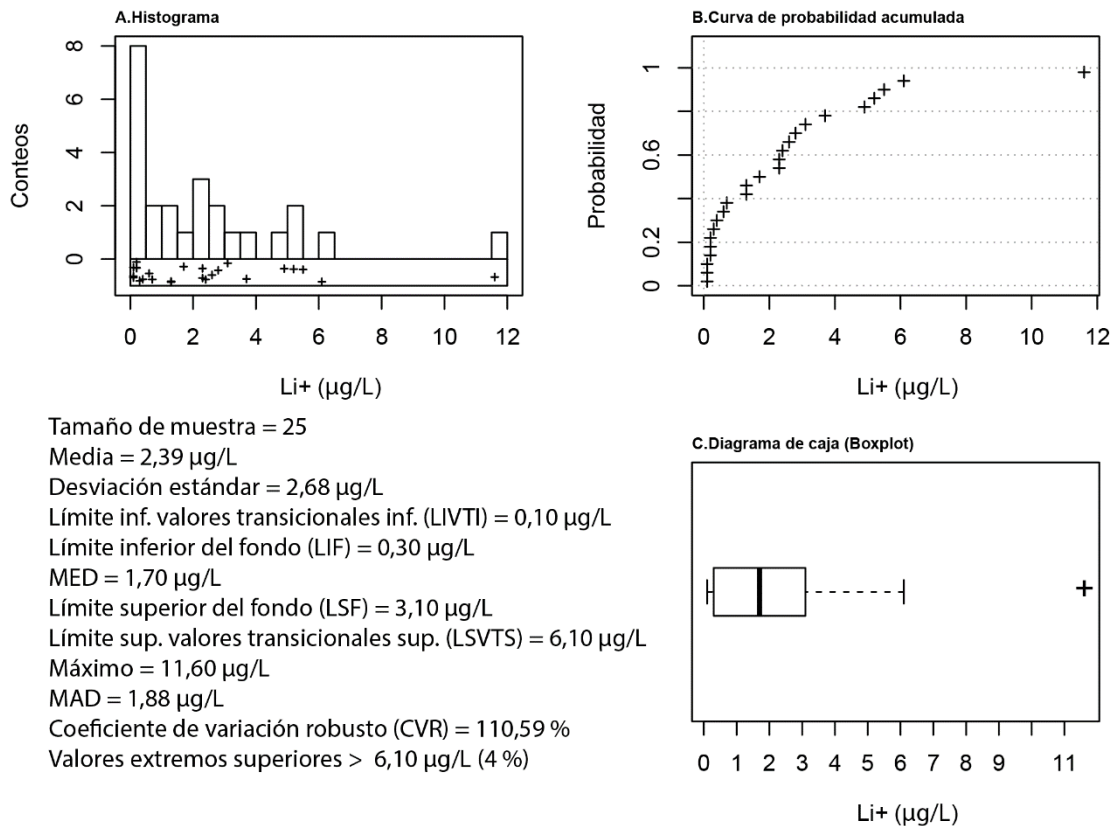 A.Histograma
Conteos
8
6
4
2
0
0 2 4 6 8 10 12
Li+ (µg/L)
B.Curva de probabilidad acumulada
Probabilidad
1
0.6
0.2
0
0 2 4 6 8 10 12
Li+ (µg/L)
Tamaño de muestra = 25
Media = 2,39 µg/L
Desviación estándar = 2,68 µg/L
Límite inf. valores transicionales inf. (LIVTI) = 0,10 µg/L
Límite inferior del fondo (LIF) = 0,30 µg/L
MED = 1,70 µg/L
Límite superior del fondo (LSF) = 3,10 µg/L
Límite sup. valores transicionales sup. (LSVTS) = 6,10 µg/L
Máximo = 11,60 µg/L
MAD = 1,88 µg/L
Coeficiente de variación robusto (CVR) = 110,59 %
Valores extremos superiores > 6,10 µg/L (4 %)
C.Diagrama de caja (Boxplot)
0 1 2 3 4 5 6 7 8 9 11
Li+ (µg/L)